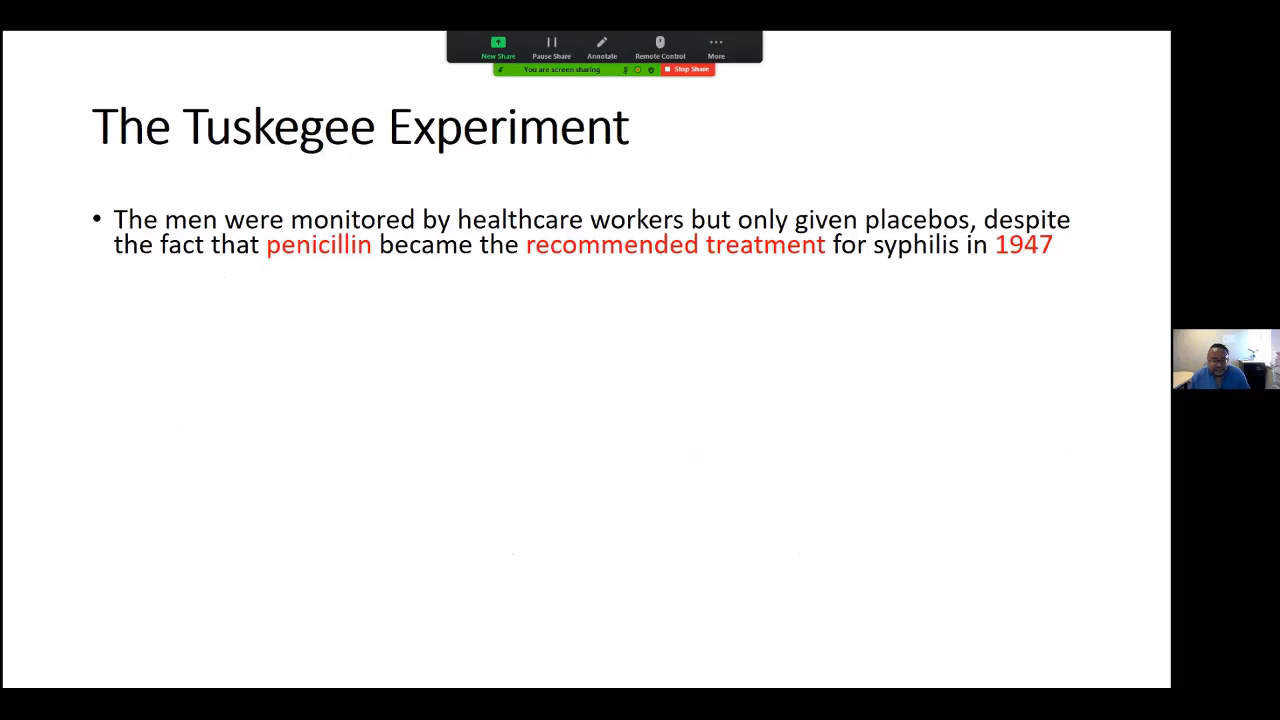 New Share Pause Share Annotate Remote Control More
You are screen sharing Stop Share
The Tuskegee Experiment
• The men were monitored by healthcare workers but only given placebos, despite
the fact that penicillin became the recommended treatment for syphilis in 1947